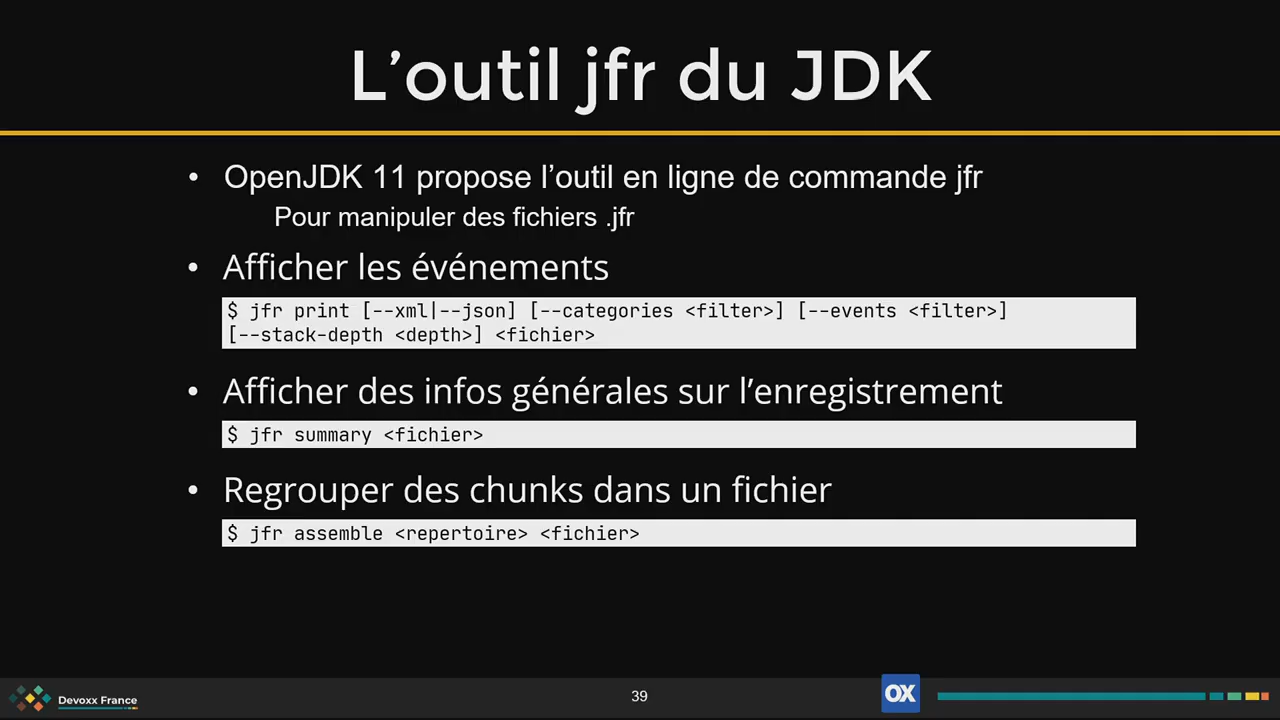 L’outil jfr du JDK
• OpenJDK 11 propose l’outil en ligne de commande jfr
Pour manipuler des fichiers .jfr
• Afficher les événements
$ jfr print [--xml|--json] [--categories <filter>] [--events <filter>]
[--stack-depth <depth>] <fichier>
• Afficher des infos générales sur l’enregistrement
$ jfr summary <fichier>
• Regrouper des chunks dans un fichier
$ jfr assemble <repertoire> <fichier>
Devoxx France
39
OX